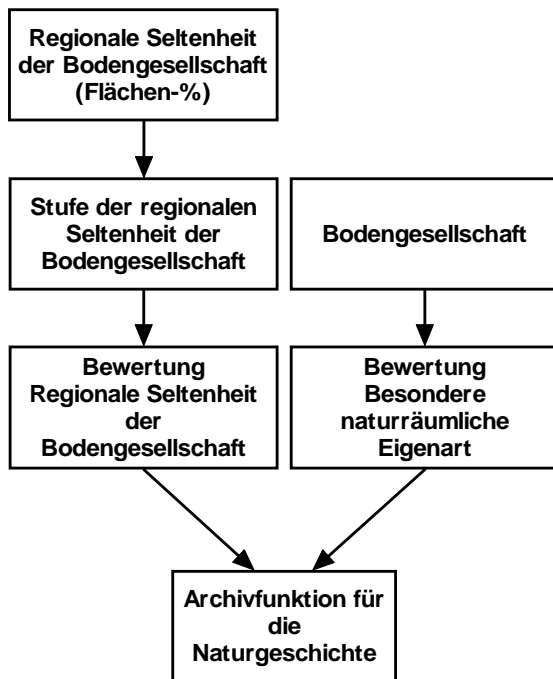 Regionale Seltenheit
der Bodengesellschaft
(Flächen-%)
Stufe der regionalen
Seltenheit der
Bodengesellschaft
Bodengesellschaft
Bewertung
Regionale Seltenheit
der
Bodengesellschaft
Bewertung
Besondere
naturräumliche
Eigenart
Archivfunktion für
die
Naturgeschichte